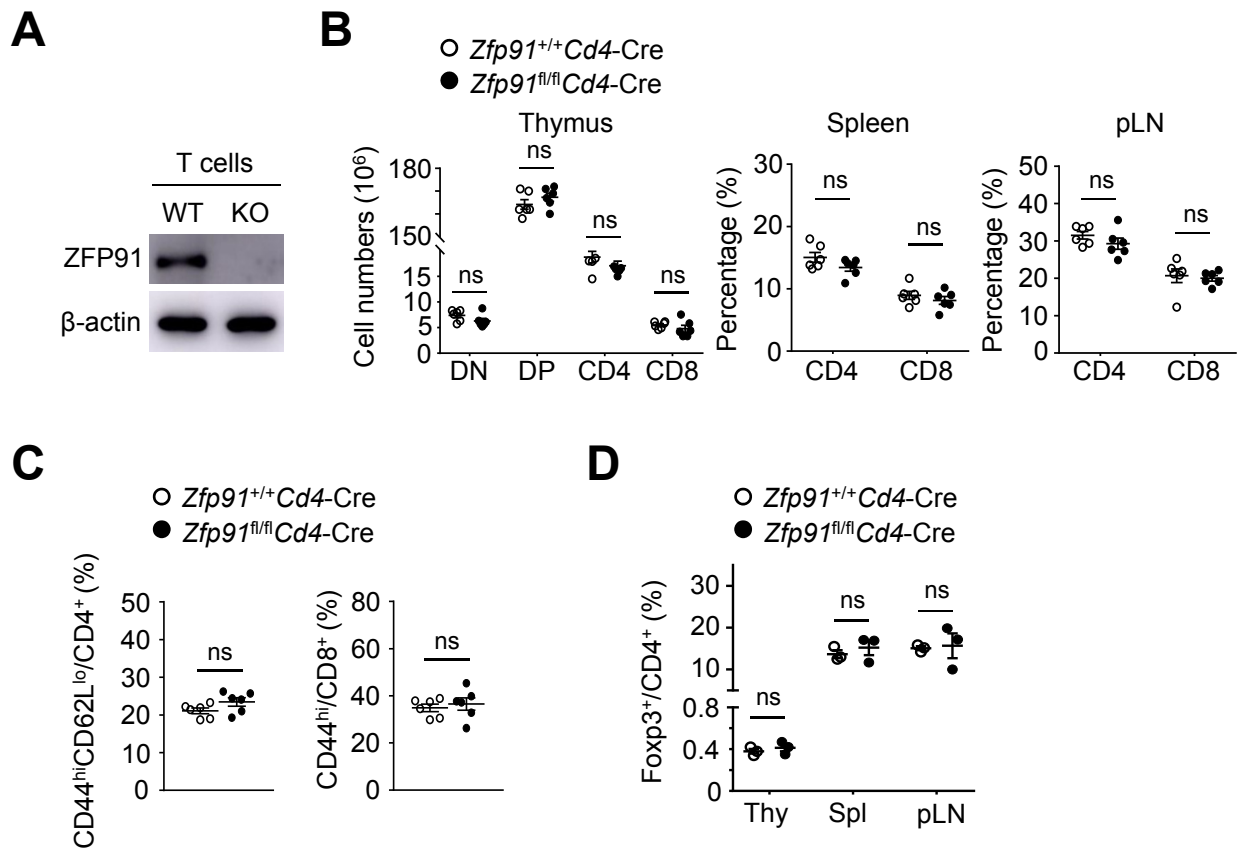 A
T cells
WT KO
ZFP91
β-actin
B
Zfp91+/+Cd4-Cre
Zfp91fl/flCd4-Cre
Thymus
Cell numbers (10⁶)
180
150
15
10
5
0
ns
ns
ns
ns
DN DP CD4 CD8
Spleen
Percentage (%)
30
20
10
0
ns
ns
CD4 CD8
pLN
Percentage (%)
50
40
30
20
10
0
ns
ns
CD4 CD8
C
Zfp91+/+Cd4-Cre
Zfp91fl/flCd4-Cre
CD44hiCD62Llo/CD4+ (%)
50
40
30
20
10
0
ns
CD44hi/CD8+ (%)
80
60
40
20
0
ns
D
Zfp91+/+Cd4-Cre
Zfp91fl/flCd4-Cre
Foxp3+/CD4+ (%)
30
20
10
0.8
0.4
0
ns
ns
ns
Thy Spl pLN